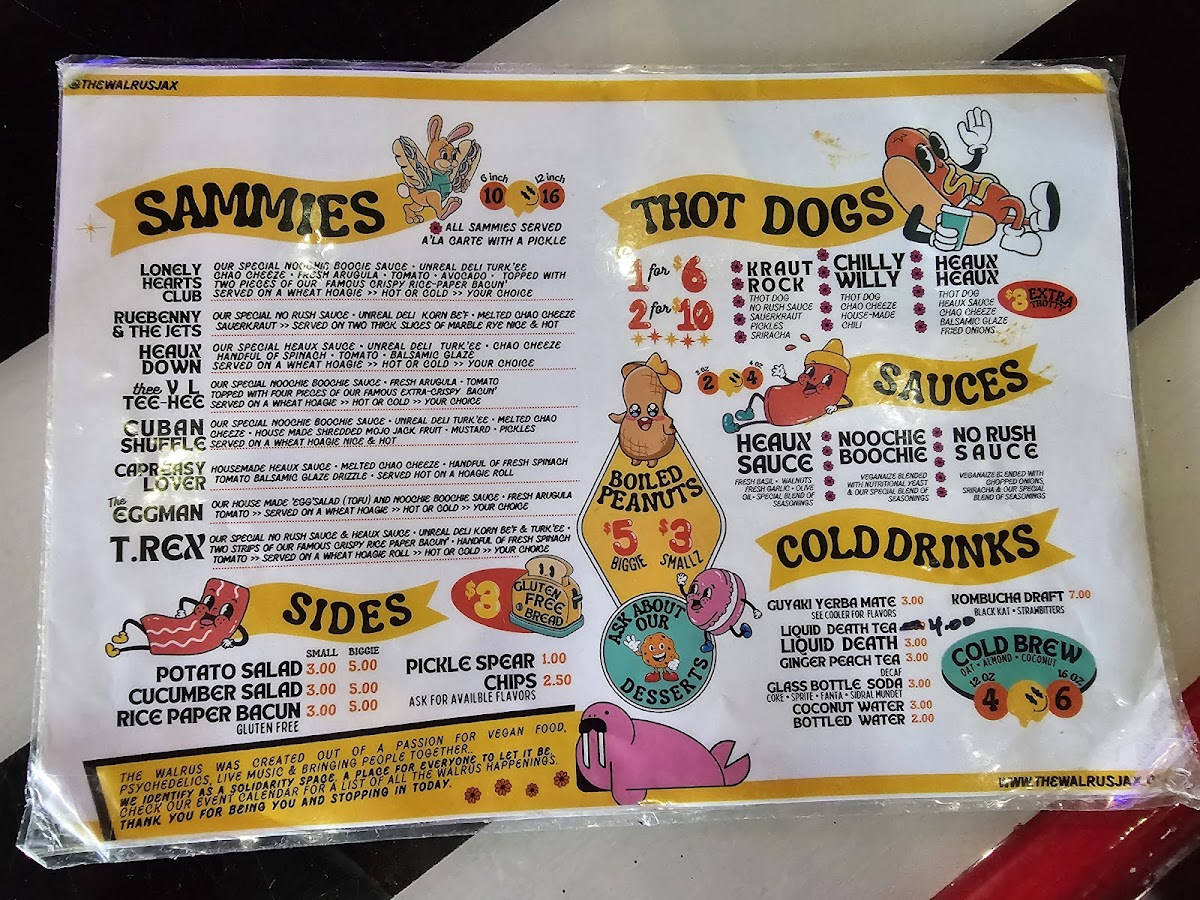 @THEWALRUSJAX
SAMMIES
6 inch
12 inch
10
16
ALL SAMMIES SERVED
A'LA CARTE WITH A PICKLE
LONELY
HEARTS
CLUB
OUR SPECIAL NOOCHIE BOOCIE SAUCE • UNREAL DELI TURK'EE •
CHAO CHEEZE • FRESH ARUGULA • TOMATO • AVOCADO • TOPPED WITH
TWO PIECES OF OUR FAMOUS CRISPY RICE-PAPER BACUN'
SERVED ON A WHEAT HOAGIE >> HOT OR COLD >> YOUR CHOICE
RUEBENNY
& THE JETS
OUR SPECIAL NO RUSH SAUCE • UNREAL DELI KORN BE'F • MELTED CHAO CHEEZE
SAUERKRAUT >> SERVED ON TWO THICK SLICES OF MARBLE RYE NICE & HOT
HEAUX
DOWN
OUR SPECIAL HEAUX SAUCE • UNREAL DELI TURK'EE • CHAO CHEEZE
HANDFUL OF SPINACH • TOMATO • BALSAMIC GLAZE
SERVED ON A WHEAT HOAGIE >> HOT OR COLD >> YOUR CHOICE
thee V L
TEE-HEE
OUR SPECIAL NOOCHIE BOOCHIE SAUCE • FRESH ARUGULA • TOMATO
TOPPED WITH FOUR PIECES OF OUR FAMOUS EXTRA-CRISPY BACUN'
SERVED ON A WHEAT HOAGIE >> HOT OR COLD >> YOUR CHOICE
CUBAN
SHUFFLE
OUR SPECIAL NOOCHIE BOOCHIE SAUCE • UNREAL DELI TURK'EE • MELTED CHAO
CHEEZE • HOUSE MADE SHREDDED MOJO JACK FRUIT • MUSTARD • PICKLES
SERVED ON A WHEAT HOAGIE NICE & HOT
CAPREASY
LOVER
HOUSEMADE HEAUX SAUCE • MELTED CHAO CHEEZE • HANDFUL OF FRESH SPINACH
TOMATO BALSAMIC GLAZE DRIZZLE • SERVED HOT ON A HOAGIE ROLL
The
EGGMAN
OUR HOUSE MADE 'EGG'SALAD (TOFU) AND NOOCHIE BOOCHIE SAUCE • FRESH ARUGULA
TOMATO >> SERVED ON A WHEAT HOAGIE >> HOT OR COLD >> YOUR CHOICE
T.REX
OUR SPECIAL NO RUSH SAUCE & HEAUX SAUCE • UNREAL DELI KORN BE'F & TURK'EE •
TWO STRIPS OF OUR FAMOUS CRISPY RICE PAPER BACUN' • HANDFUL OF FRESH SPINACH
TOMATO >> SERVED ON A WHEAT HOAGIE ROLL >> HOT OR COLD >> YOUR CHOICE
SIDES
$3
GLUTEN
FREE
BREAD
SMALL BIGGIE
POTATO SALAD 3.00 5.00
CUCUMBER SALAD 3.00 5.00
RICE PAPER BACUN 3.00 5.00
GLUTEN FREE
PICKLE SPEAR 1.00
CHIPS 2.50
ASK FOR AVAILBLE FLAVORS
THE WALRUS WAS CREATED OUT OF A PASSION FOR VEGAN FOOD,
PSYCHEDELICS, LIVE MUSIC & BRINGING PEOPLE TOGETHER..
WE IDENTIFY AS A SOLIDARITY SPACE, A PLACE FOR EVERYONE TO LET IT BE.
CHECK OUR EVENT CALENDAR FOR A LIST OF ALL THE WALRUS HAPPENINGS.
THANK YOU FOR BEING YOU AND STOPPING IN TODAY.
THOT DOGS
1 for $6
2 for $10
KRAUT
ROCK
THOT DOG
NO RUSH SAUCE
SAUERKRAUT
PICKLES
SRIRACHA
CHILLY
WILLY
THOT DOG
CHAO CHEEZE
HOUSE-MADE
CHILI
HEAUX
HEAUX
THOT DOG
HEAUX SAUCE
CHAO CHEEZE
BALSAMIC GLAZE
FRIED ONIONS
$3 EXTRA
THOTTY
2 OZ
4 OZ
2
4
SAUCES
HEAUX
SAUCE
FRESH BASIL • WALNUTS
FRESH GARLIC • OLIVE
OIL • SPECIAL BLEND OF
SEASONINGS
NOOCHIE
BOOCHIE
VEGANAIZE BLENDED
WITH NUTRITIONAL YEAST
& OUR SPECIAL BLEND OF
SEASONINGS
NO RUSH
SAUCE
VEGANAIZE BLENDED WITH
CHOPPED ONIONS,
SRIRACHA & OUR SPECIAL
BLEND OF SEASONINGS
BOILED
PEANUTS
$5 $3
BIGGIE SMALLZ
ASK ABOUT
OUR
DESSERTS
COLD DRINKS
GUYAKI YERBA MATE 3.00
SEE COOLER FOR FLAVORS
LIQUID DEATH TEA 4.00
LIQUID DEATH 3.00
GINGER PEACH TEA 3.00
DECAF
GLASS BOTTLE SODA 3.00
COKE • SPRITE • FANTA • SIDRAL MUNDET
COCONUT WATER 3.00
BOTTLED WATER 2.00
KOMBUCHA DRAFT 7.00
BLACK KAT • STRAWBITTERS
COLD BREW
OAT • ALMOND • COCONUT
12 OZ
16 OZ
4
6
WWW.THEWALRUSJAX.C